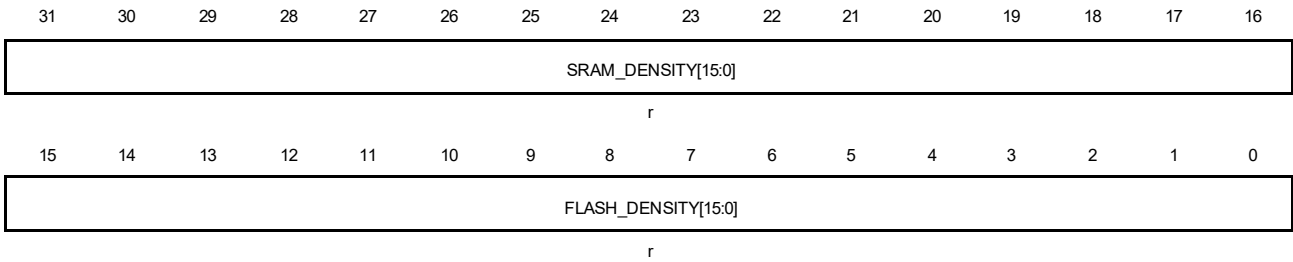 31 30 29 28 27 26 25 24 23 22 21 20 19 18 17 16
SRAM_DENSITY[15:0]
r
15 14 13 12 11 10 9 8 7 6 5 4 3 2 1 0
FLASH_DENSITY[15:0]
r